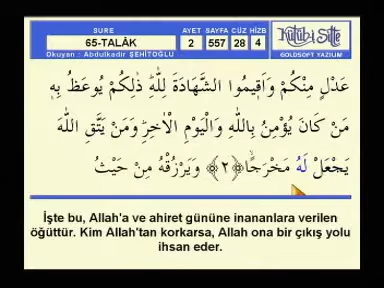 SURE AYET SAYFA CÜZ HİZB
65-TALÂK 2 557 28 4
Okuyan : Abdulkadir ŞEHİTOĞLU
Kütüb-i Sitte
GOLDSOFT YAZILIM
عَدْلٍ مِنْكُمْ وَاَقِيمُوا الشَّهَادَةَ لِلّٰهِۜ ذٰلِكُمْ يُوعَظُ بِهٖ
مَنْ كَانَ يُؤْمِنُ بِاللّٰهِ وَالْيَوْمِ الْاٰخِرِۜ وَمَنْ يَتَّقِ اللّٰهَ
يَجْعَلْ لَهُ مَخْرَجًاۙ ﴿٢﴾ وَيَرْزُقْهُ مِنْ حَيْثُ
İşte bu, Allah'a ve ahiret gününe inananlara verilen
öğüttür. Kim Allah'tan korkarsa, Allah ona bir çıkış yolu
ihsan eder.